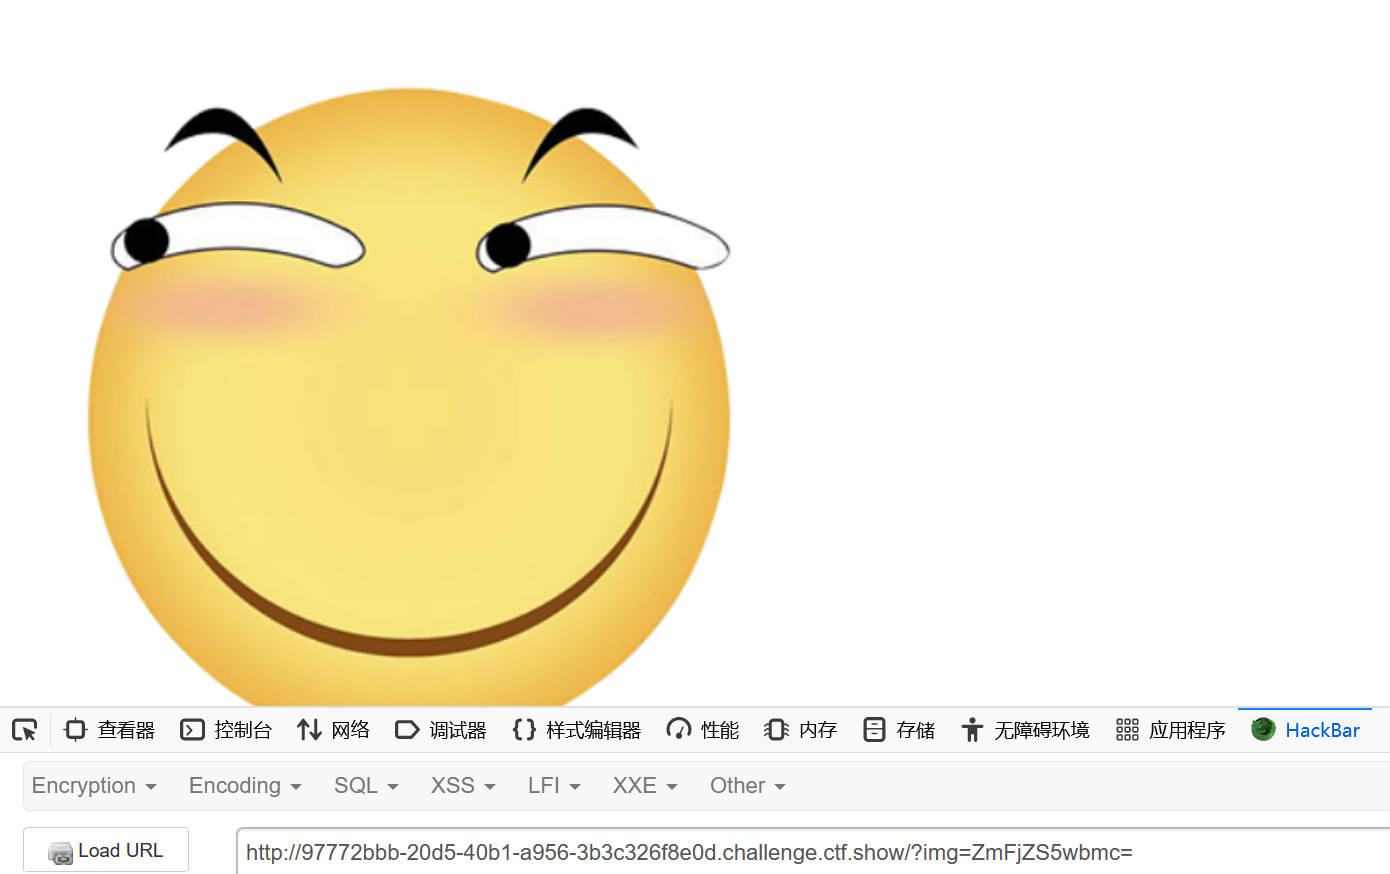 查看器 控制台 网络 调试器 样式编辑器 性能 内存 存储 无障碍环境 应用程序 HackBar
Encryption Encoding SQL XSS LFI XXE Other
Load URL http://97772bbb-20d5-40b1-a956-3b3c326f8e0d.challenge.ctf.show/?img=ZmFjZS5wbmc=